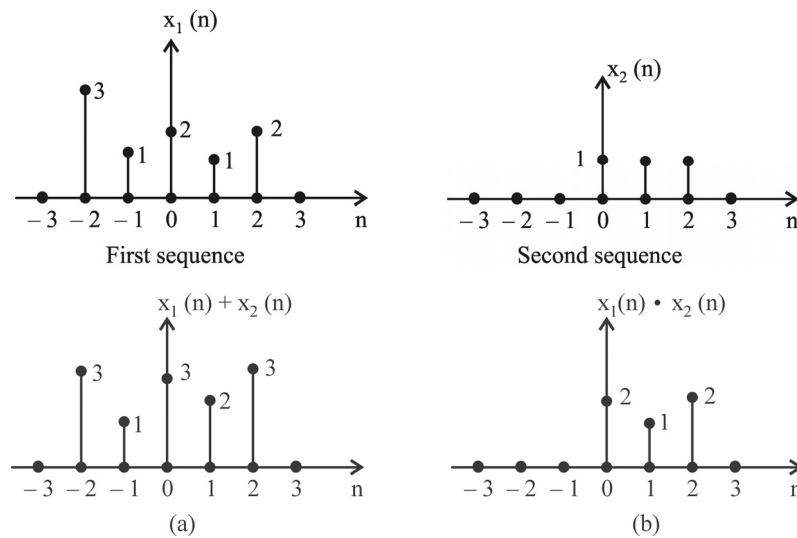 x₁ (n)
3
1
2
1
2
– 3 – 2 – 1 0 1 2 3 n
First sequence
x₂ (n)
1
– 3 – 2 – 1 0 1 2 3 n
Second sequence
x₁ (n) + x₂ (n)
3
1
3
2
3
– 3 – 2 – 1 0 1 2 3 n
(a)
x₁(n) • x₂ (n)
2
1
2
– 3 – 2 – 1 0 1 2 3 n
(b)